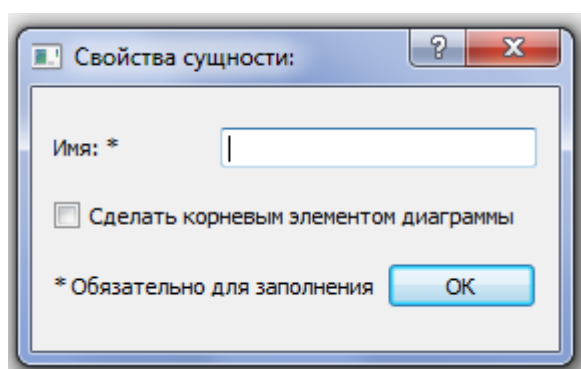 Свойства сущности:
Имя: *
Сделать корневым элементом диаграммы
* Обязательно для заполнения
OK